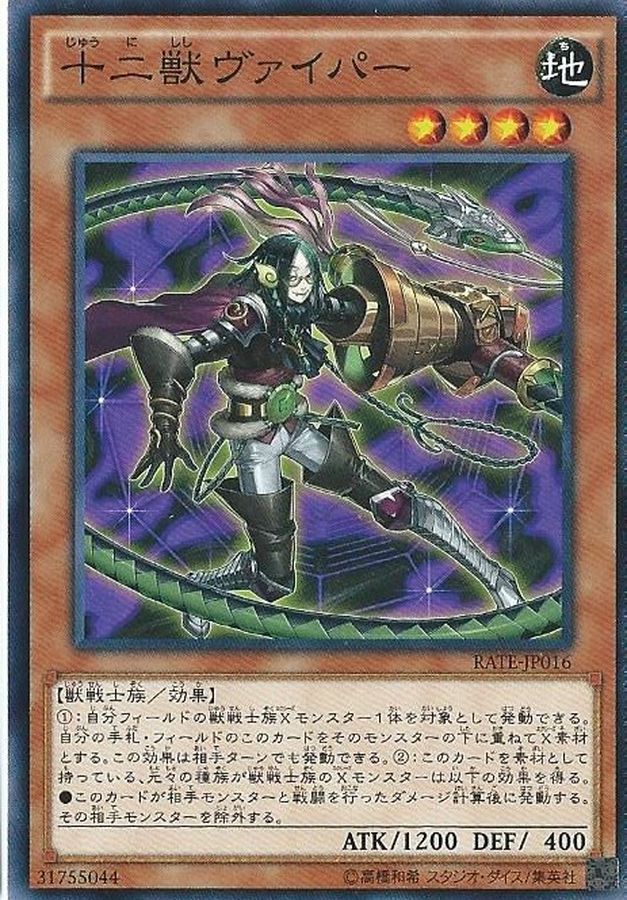 十二獣ヴァイパー
地
RATE-JP016
【獣戦士族／効果】
①:自分フィールドの獣戦士族Xモンスター１体を対象として発動できる。
自分の手札・フィールドのこのカードをそのモンスターの下に重ねてX素材
とする。この効果は相手ターンでも発動できる。②:このカードを素材として
持っている、元々の種族が獣戦士族のXモンスターは以下の効果を得る。
●このカードが相手モンスターと戦闘を行ったダメージ計算後に発動する。
その相手モンスターを除外する。
ATK/1200 DEF/ 400
31755044 ©高橋和希 スタジオ・ダイス/集英社